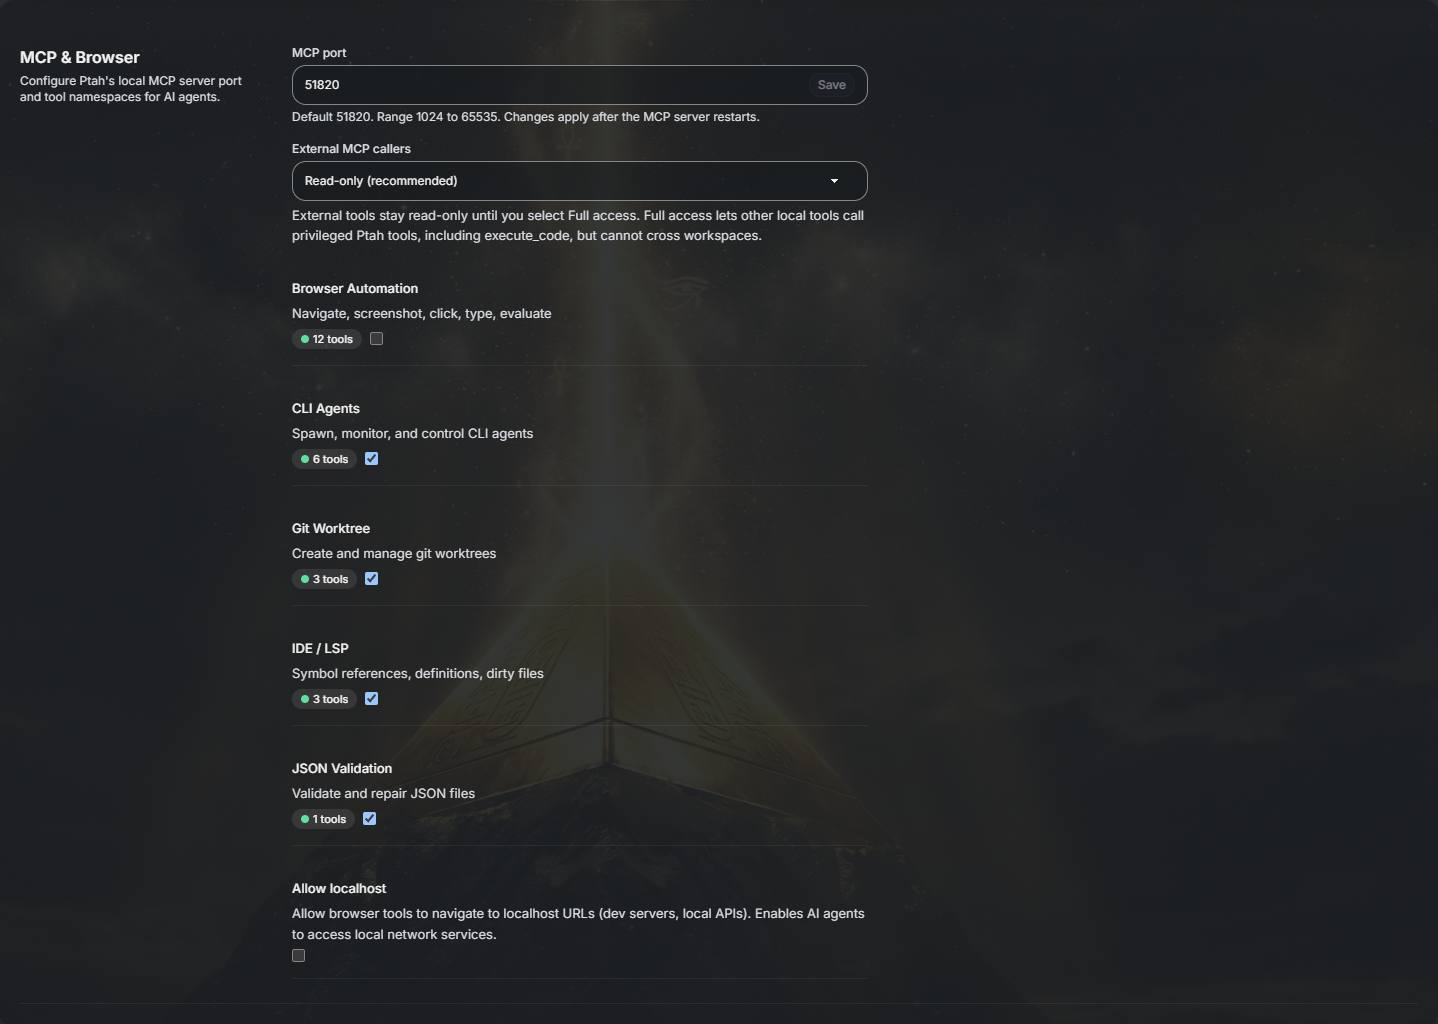 MCP & Browser
Configure Ptah's local MCP server port
and tool namespaces for AI agents.
MCP port
51820
Save
Default 51820. Range 1024 to 65535. Changes apply after the MCP server restarts.
External MCP callers
Read-only (recommended)
External tools stay read-only until you select Full access. Full access lets other local tools call
privileged Ptah tools, including execute_code, but cannot cross workspaces.
Browser Automation
Navigate, screenshot, click, type, evaluate
12 tools
CLI Agents
Spawn, monitor, and control CLI agents
6 tools
Git Worktree
Create and manage git worktrees
3 tools
IDE / LSP
Symbol references, definitions, dirty files
3 tools
JSON Validation
Validate and repair JSON files
1 tools
Allow localhost
Allow browser tools to navigate to localhost URLs (dev servers, local APIs). Enables AI agents
to access local network services.